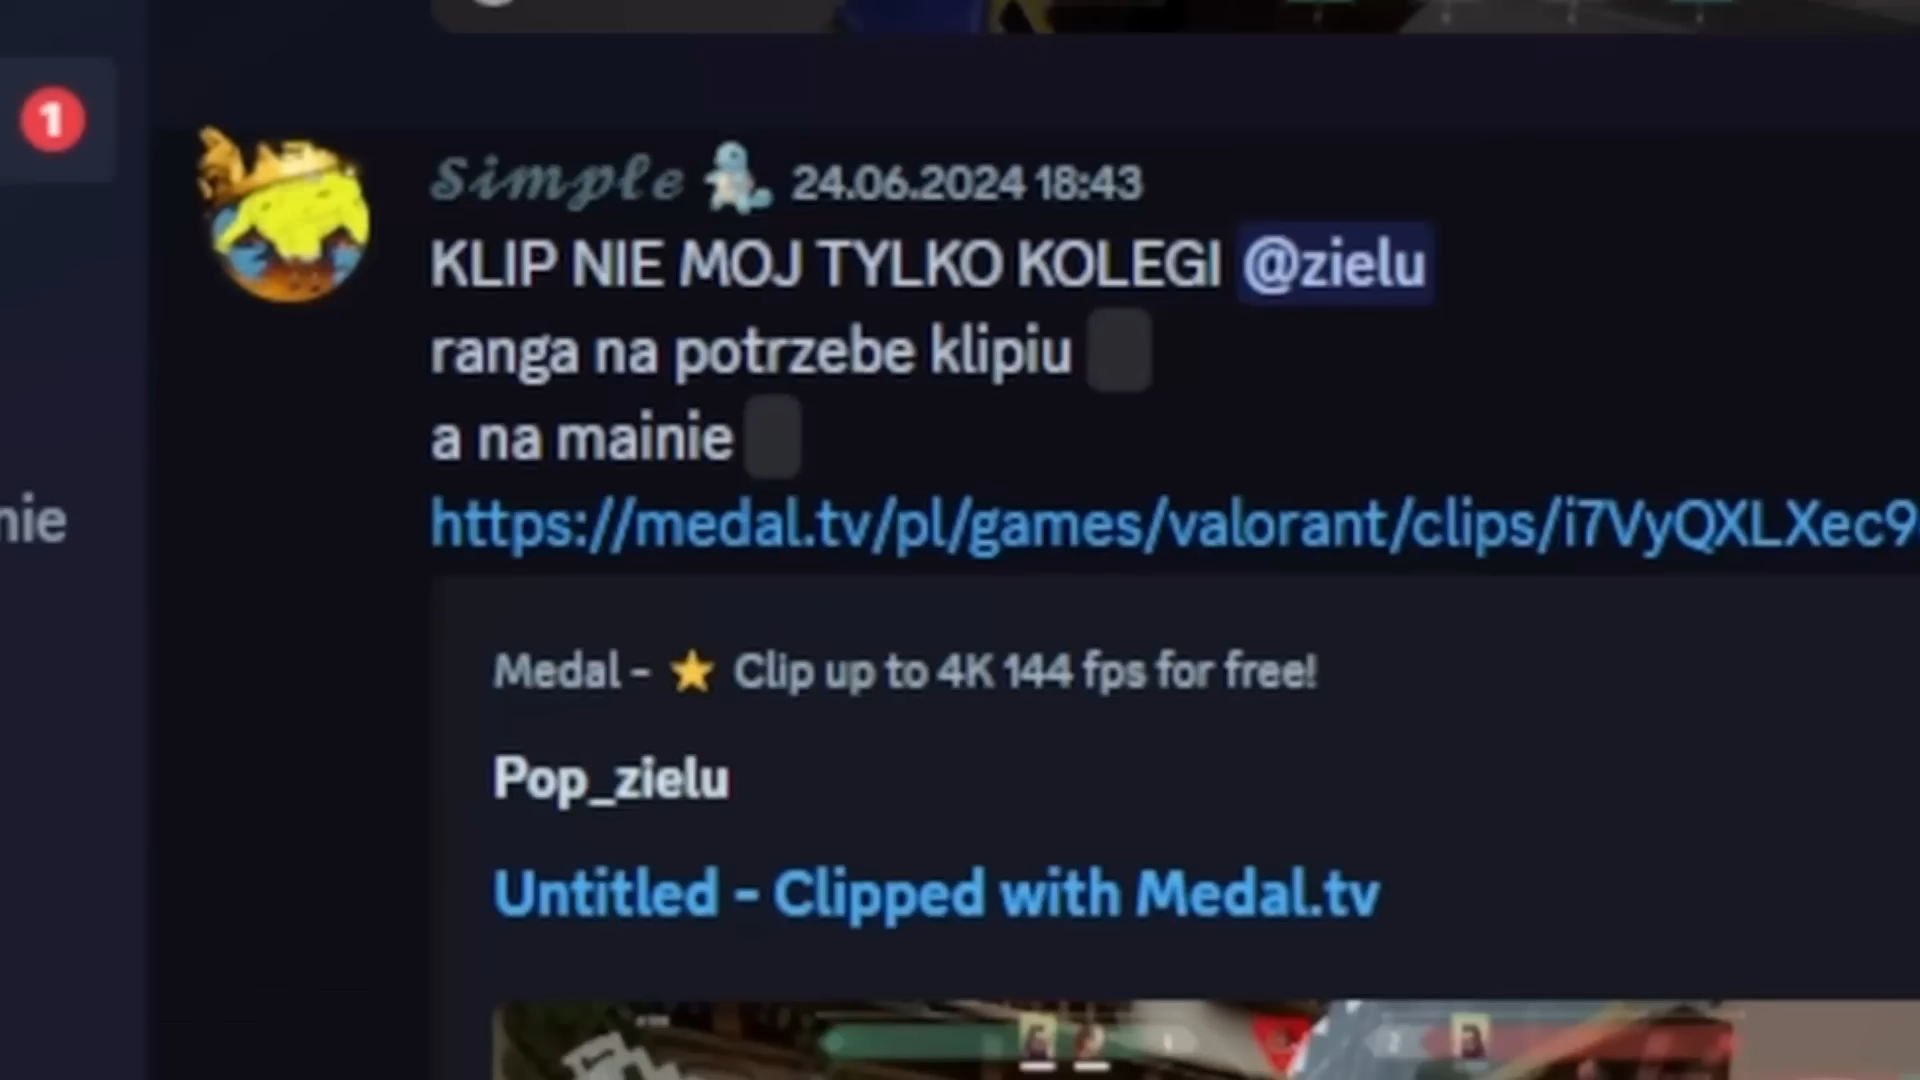 1
Simple 24.06.2024 18:43
KLIP NIE MOJ TYLKO KOLEGI @zielu
ranga na potrzebe klipiu
a na mainie
nie
https://medal.tv/pl/games/valorant/clips/i7VyQXLXec9
Medal - ⭐ Clip up to 4K 144 fps for free!
Pop_zielu
Untitled - Clipped with Medal.tv